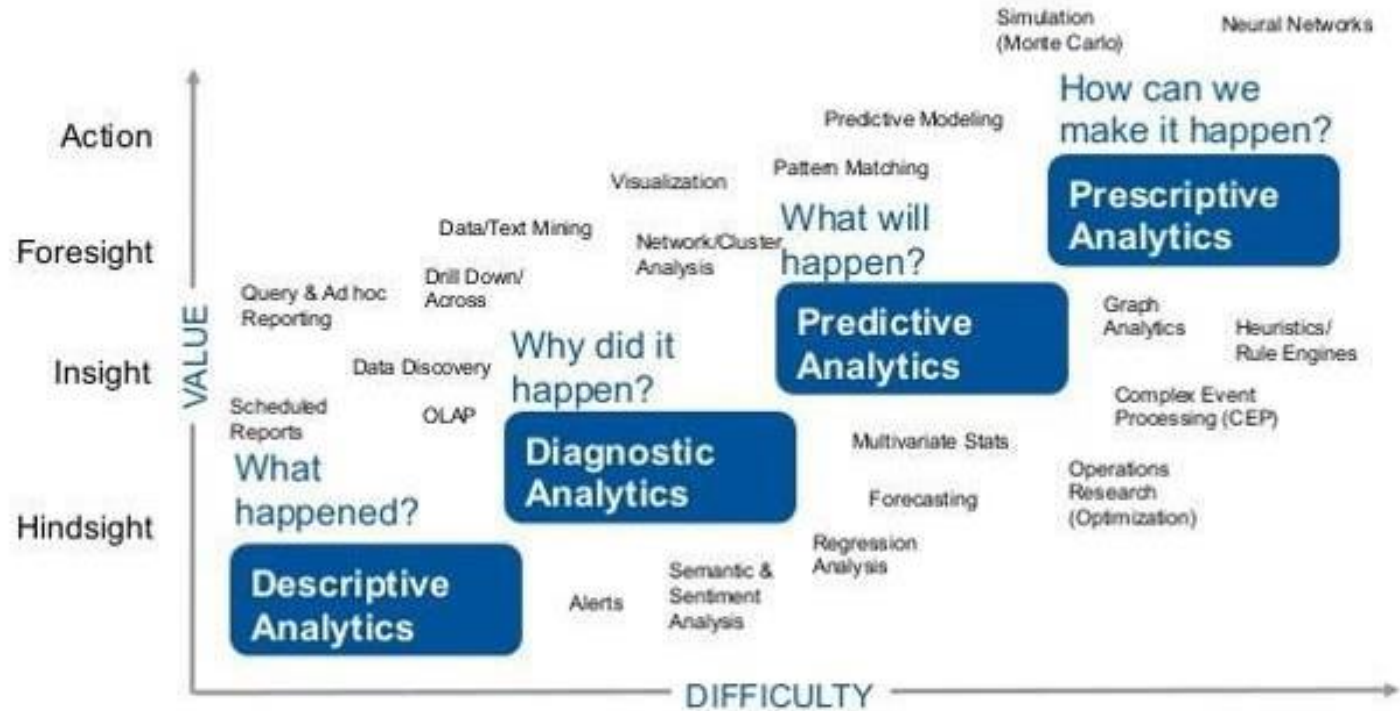 Simulation
(Monte Carlo)
Neural Networks
How can we
make it happen?
Action
Predictive Modeling
Pattern Matching
Visualization
Prescriptive
Analytics
What will
happen?
Data/Text Mining
Network/Cluster
Analysis
Foresight
Drill Down/
Across
Query & Ad hoc
Reporting
Predictive
Analytics
Graph
Analytics
Heuristics/
Rule Engines
VALUE
Why did it
happen?
Insight
Data Discovery
Scheduled
Reports
OLAP
Complex Event
Processing (CEP)
Diagnostic
Analytics
Multivariate Stats
What
happened?
Operations
Research
(Optimization)
Forecasting
Hindsight
Regression
Analysis
Descriptive
Analytics
Alerts
Semantic &
Sentiment
Analysis
DIFFICULTY